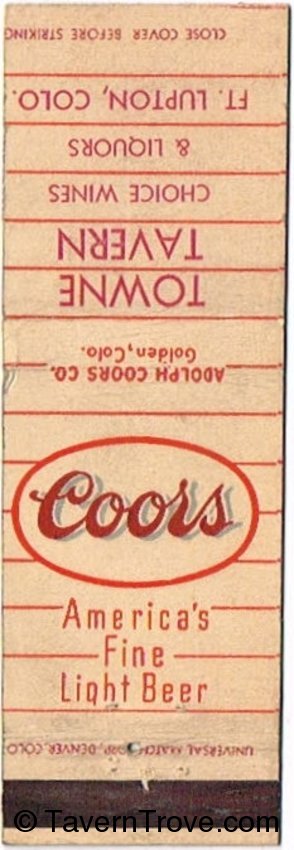 CLOSE COVER BEFORE STRIKING
FT. LUPTON, COLO.
& LIQUORS
CHOICE WINES
TAVERN
TOWNE
Golden, Colo.
ADOLPH COORS CO.
Coors
America's
Fine
Light Beer
UNIVERSAL MATCH CORP., DENVER, COLO
© TavernTrove.com